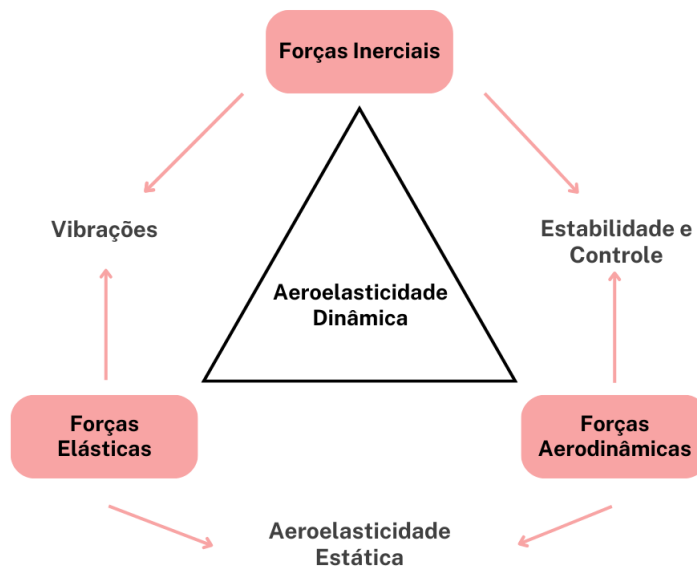 Forças Inerciais
Vibrações
Estabilidade e
Controle
Aeroelasticidade
Dinâmica
Forças
Elásticas
Forças
Aerodinâmicas
Aeroelasticidade
Estática